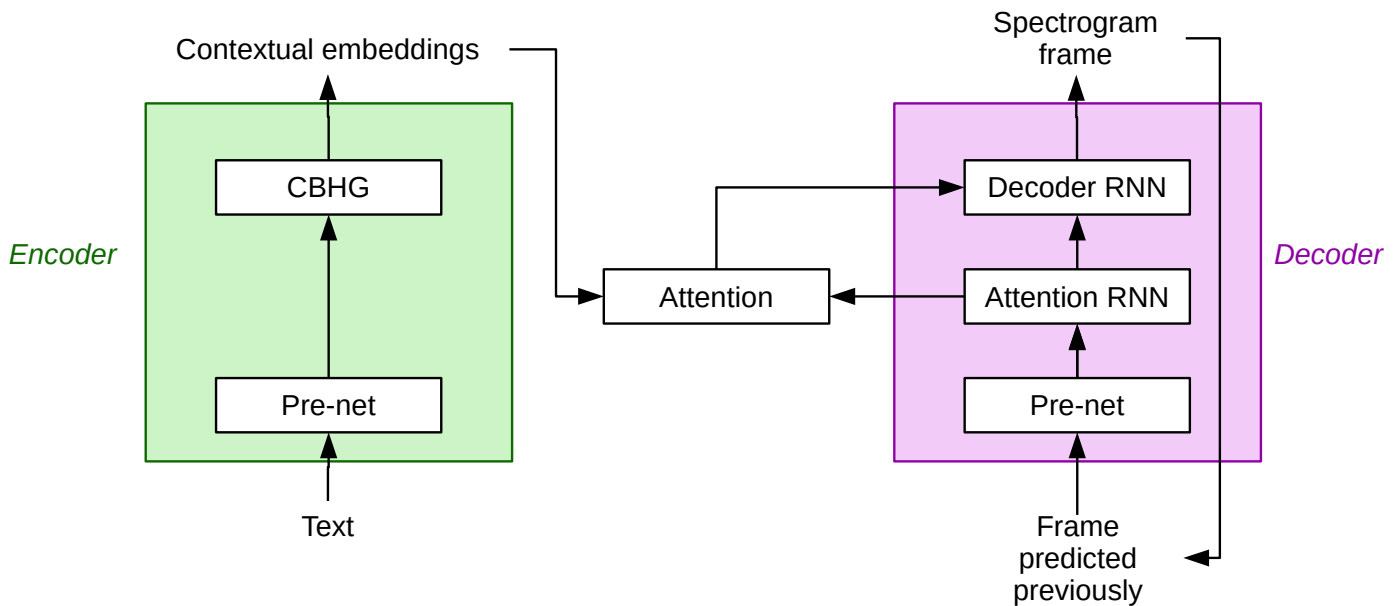 Contextual embeddings
Spectrogram
frame
CBHG
Decoder RNN
Encoder
Decoder
Attention
Attention RNN
Pre-net
Pre-net
Text
Frame
predicted
previously